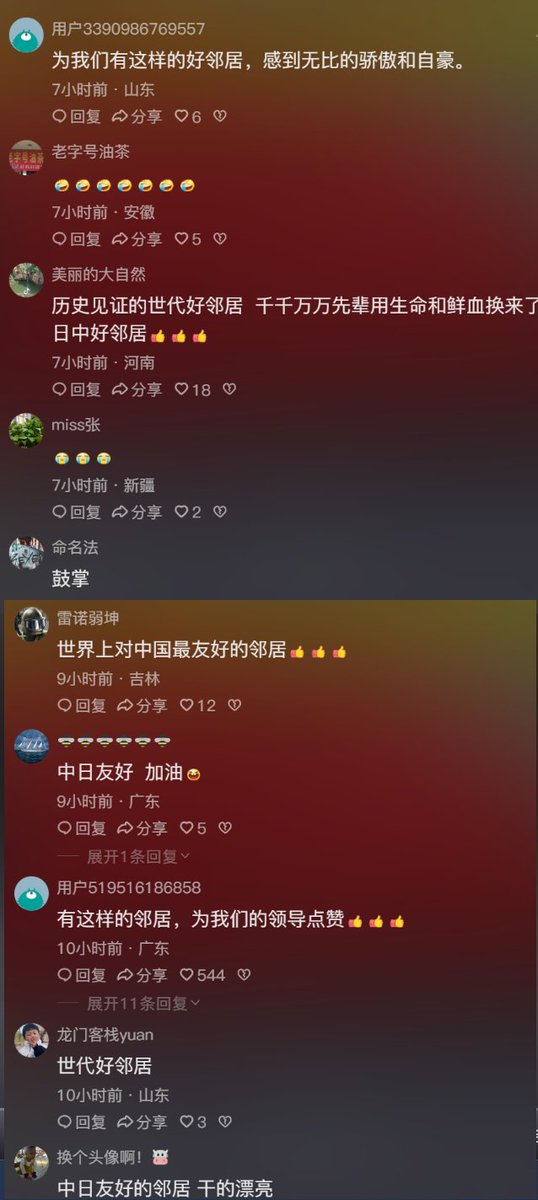 用户3390986769557
为我们有这样的好邻居，感到无比的骄傲和自豪。
7小时前 · 山东
回复 分享 6
老字号油茶
🤣🤣🤣🤣🤣🤣🤣
7小时前 · 安徽
回复 分享 5
美丽的大自然
历史见证的世代好邻居 千千万万先辈用生命和鲜血换来了
日中好邻居👍👍👍
7小时前 · 河南
回复 分享 18
miss张
😭😭😭
7小时前 · 新疆
回复 分享 2
命名法
鼓掌
雷诺弱坤
世界上对中国最友好的邻居👍👍👍
9小时前 · 吉林
回复 分享 12
中日友好 加油😆
9小时前 · 广东
回复 分享 5
展开1条回复
用户519516186858
有这样的邻居，为我们的领导点赞👍👍👍
10小时前 · 广东
回复 分享 544
展开11条回复
龙门客栈yuan
世代好邻居
10小时前 · 山东
回复 分享 3
换个头像啊！🐮
中日友好的邻居 干的漂亮